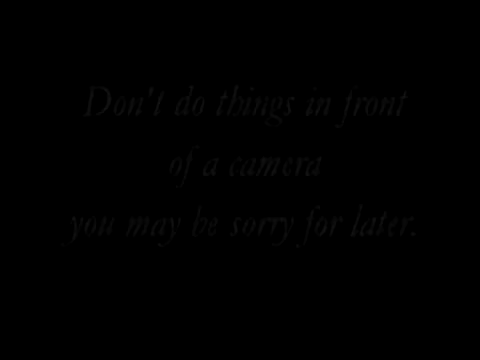 Don't do things in front
of a camera
you may be sorry for later.